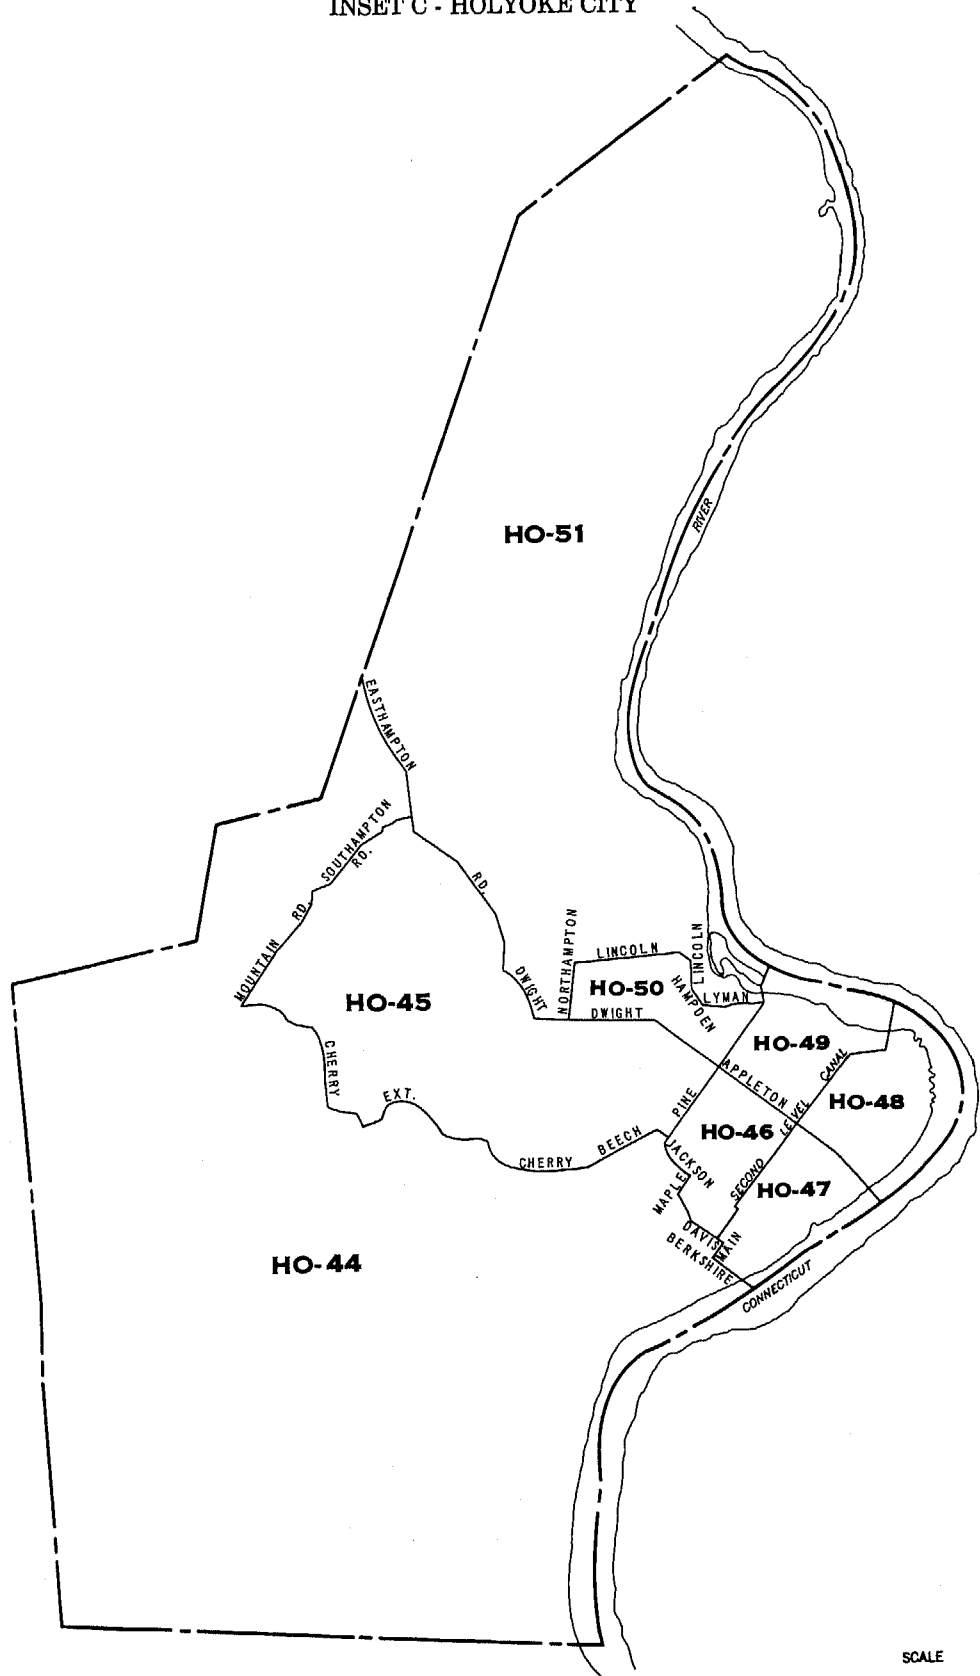 INSET C - HOLYOKE CITY
HO-51
RIVER
EASTHAMPTON
SOUTHAMPTON
RD.
RD.
MOUNTAIN
RD.
DWIGHT
NORTHAMPTON
LINCOLN
LINCOLN
HO-50
HAMPDEN
LYMAN
DWIGHT
HO-45
HO-49
CANAL
CHERRY
EXT.
APPLETON
PINE
HO-48
LEVEL
HO-46
BEECH
CHERRY
JACKSON
MAPLE
SECOND
HO-47
DAVIS
MAIN
BERKSHIRE
HO-44
CONNECTICUT
SCALE